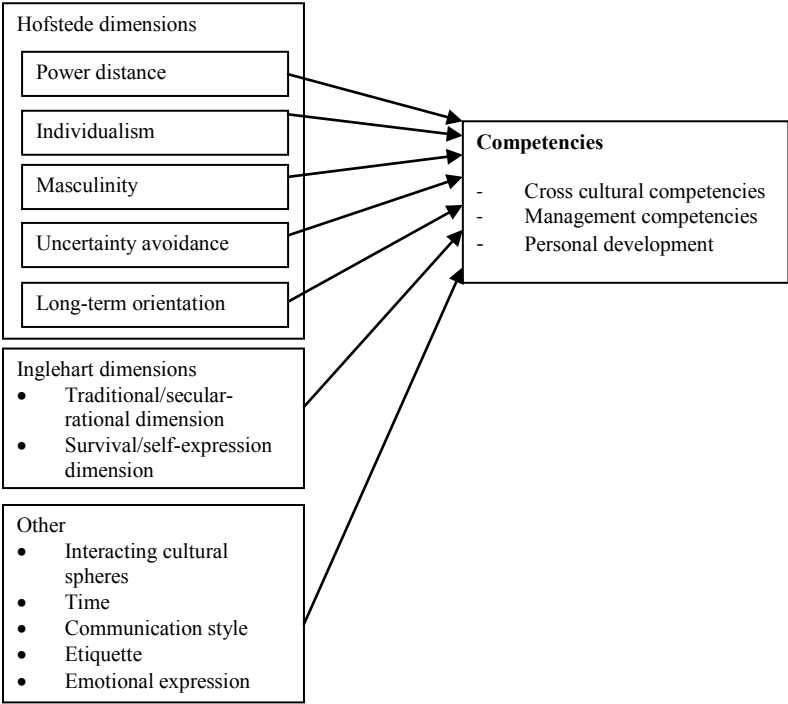 Hofstede dimensions
Power distance
Individualism
Masculinity
Uncertainty avoidance
Long-term orientation
Competencies
- Cross cultural competencies
- Management competencies
- Personal development
Inglehart dimensions
• Traditional/secular-
rational dimension
• Survival/self-expression
dimension
Other
• Interacting cultural
spheres
• Time
• Communication style
• Etiquette
• Emotional expression